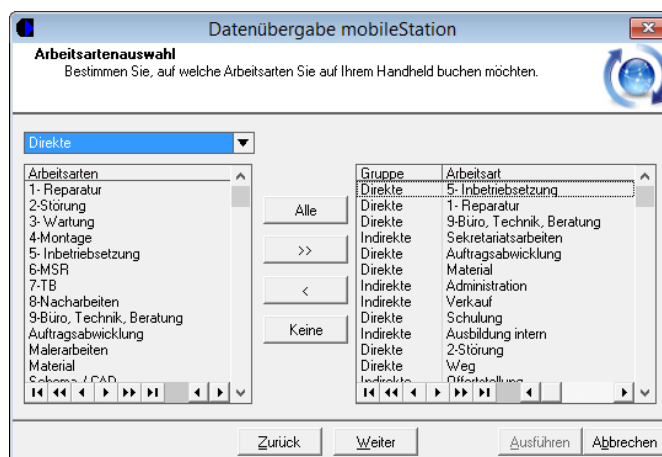 Datenübergabe mobileStation
Arbeitsartenauswahl
Bestimmen Sie, auf welche Arbeitsarten Sie auf Ihrem Handheld buchen möchten.
Direkte
Arbeitsarten
1- Reparatur
2-Störung
3- Wartung
4-Montage
5- Inbetriebsetzung
6-MSR
7-TB
8-Nacharbeiten
9-Büro, Technik, Beratung
Auftragsabwicklung
Malerarbeiten
Material
Schema / CAD
Alle
>>
<
Keine
Gruppe Arbeitsart
Direkte 5- Inbetriebsetzung
Direkte 1- Reparatur
Direkte 9-Büro, Technik, Beratung
Indirekte Sekretariatsarbeiten
Direkte Auftragsabwicklung
Direkte Material
Indirekte Administration
Indirekte Verkauf
Direkte Schulung
Indirekte Ausbildung intern
Direkte 2-Störung
Direkte Weg
Indirekte Offertstellung
Zurück Weiter Ausführen Abbrechen